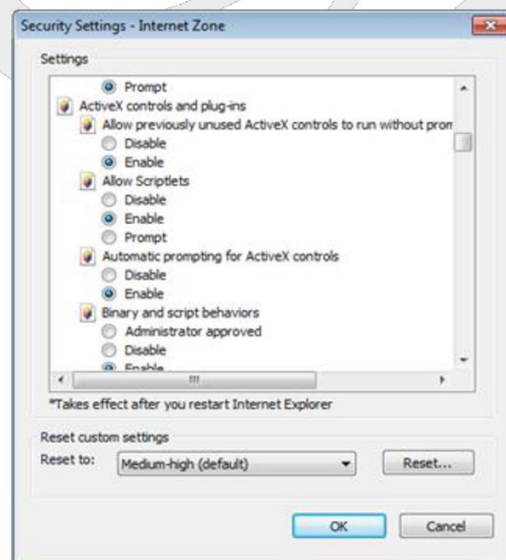 Security Settings - Internet Zone
Settings
Prompt
ActiveX controls and plug-ins
Allow previously unused ActiveX controls to run without prom
Disable
Enable
Allow Scriptlets
Disable
Enable
Prompt
Automatic prompting for ActiveX controls
Disable
Enable
Binary and script behaviors
Administrator approved
Disable
Enable
*Takes effect after you restart Internet Explorer
Reset custom settings
Reset to: Medium-high (default) Reset...
OK Cancel